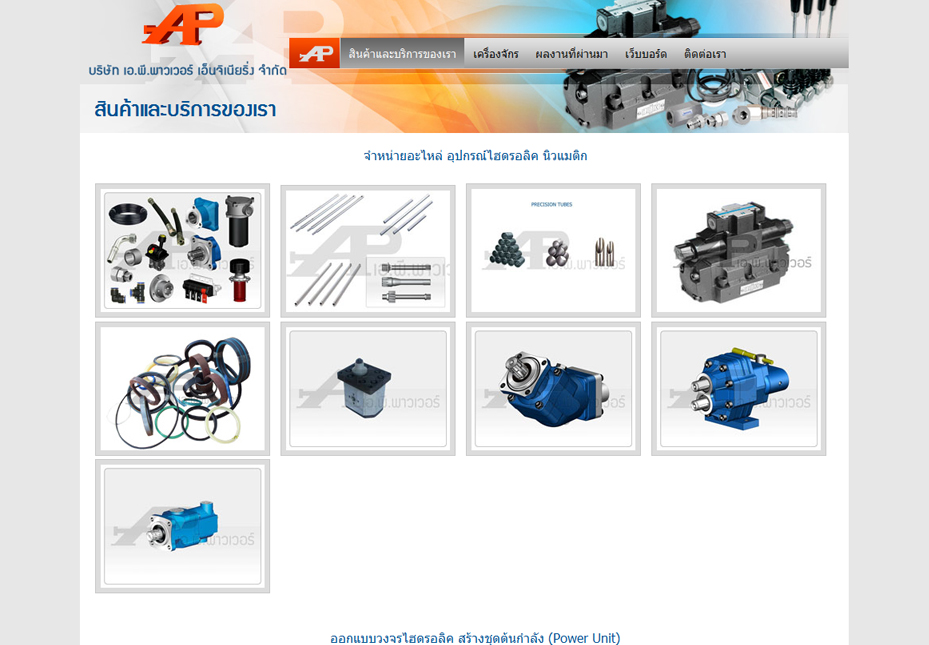 AP
บริษัท เอ.พี.พาวเวอร์ เอ็นจิเนียริ่ง จำกัด
AP สินค้าและบริการของเรา เครื่องจักร ผลงานที่ผ่านมา เว็บบอร์ด ติดต่อเรา
สินค้าและบริการของเรา
จำหน่ายอะไหล่ อุปกรณ์ไฮดรอลิค นิวแมติก
PRECISION TUBES
ออกแบบวงจรไฮดรอลิค สร้างชุดต้นกำลัง (Power Unit)